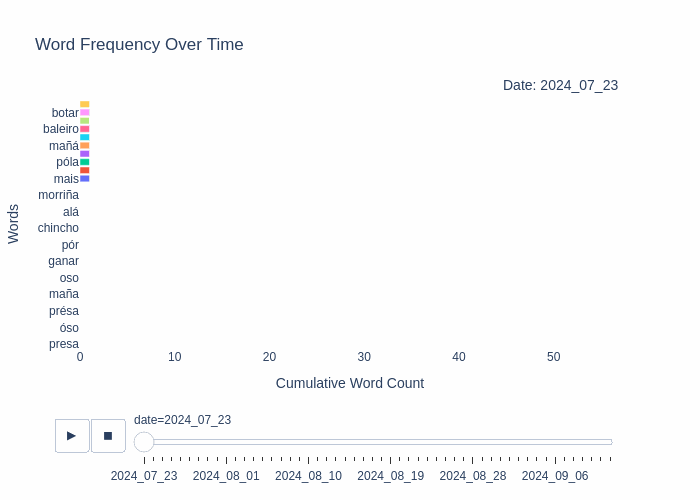 Word Frequency Over Time
Date: 2024_07_23
botar
baleiro
mañá
póla
mais
morriña
alá
chincho
pór
ganar
oso
maña
présa
óso
presa
Words
0 10 20 30 40 50
Cumulative Word Count
date=2024_07_23
2024_07_23 2024_08_01 2024_08_10 2024_08_19 2024_08_28 2024_09_06